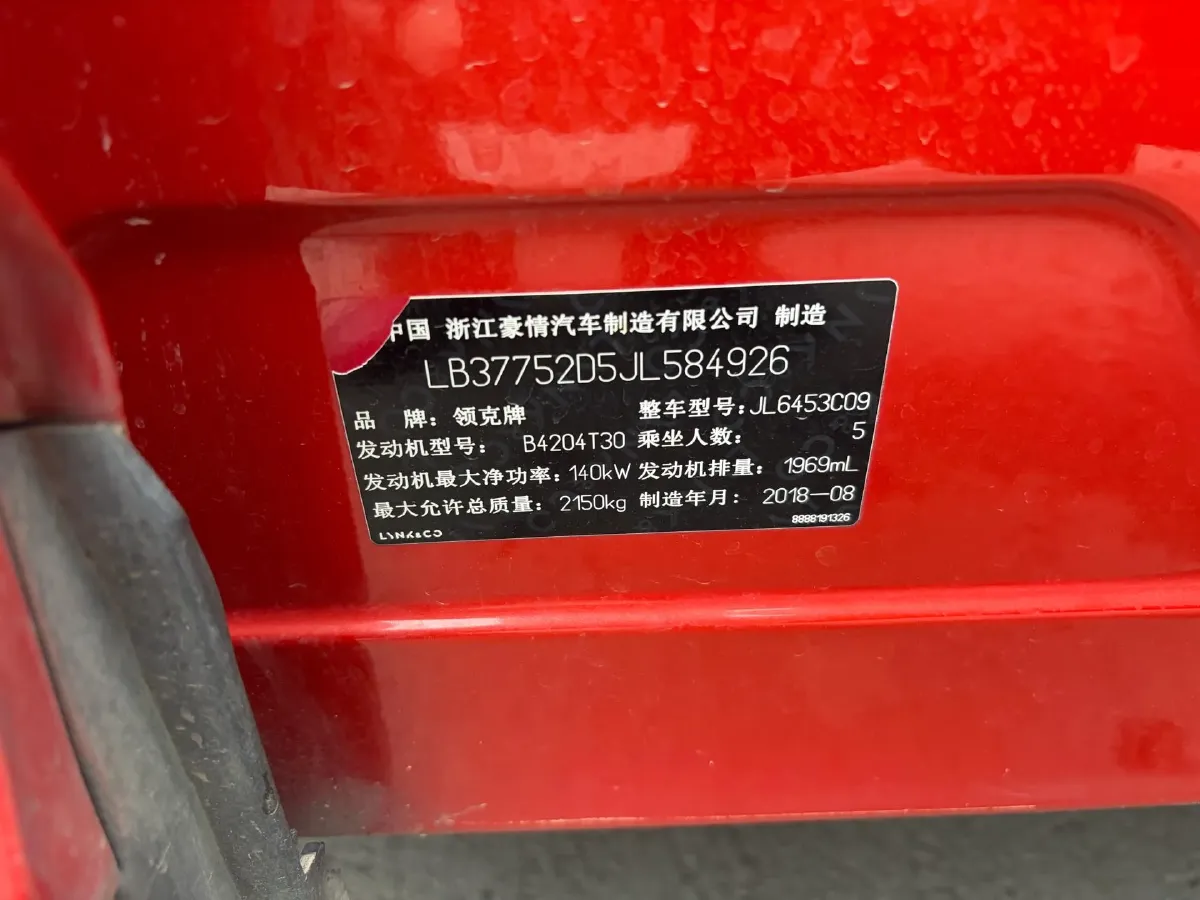 中国 浙江豪情汽车制造有限公司 制造
LB37752D5JL584926
品 牌：领克牌 整车型号：JL6453C09
发动机型号： B4204T30 乘坐人数： 5
发动机最大净功率：140kW 发动机排量： 1969mL
最大允许总质量： 2150kg 制造年月： 2018-08
8888191326
LYNK&CO